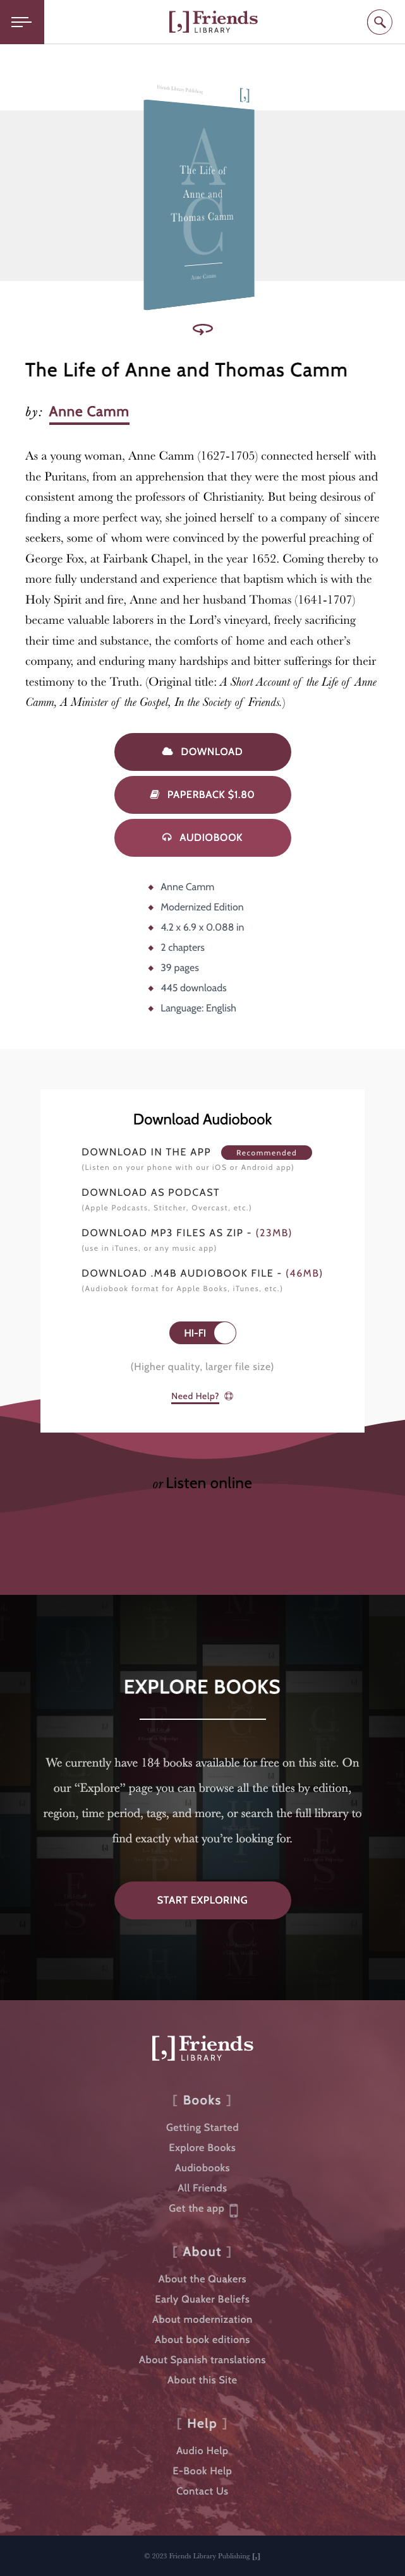 [,] Friends
LIBRARY
Friends Library Publishing
[,]
The Life of
Anne and
Thomas Camm
Anne Camm
The Life of Anne and Thomas Camm
by: Anne Camm
As a young woman, Anne Camm (1627-1705) connected herself with
the Puritans, from an apprehension that they were the most pious and
consistent among the professors of Christianity. But being desirous of
finding a more perfect way, she joined herself to a company of sincere
seekers, some of whom were convinced by the powerful preaching of
George Fox, at Fairbank Chapel, in the year 1652. Coming thereby to
more fully understand and experience that baptism which is with the
Holy Spirit and fire, Anne and her husband Thomas (1641-1707)
became valuable laborers in the Lord’s vineyard, freely sacrificing
their time and substance, the comforts of home and each other’s
company, and enduring many hardships and bitter sufferings for their
testimony to the Truth. (Original title: A Short Account of the Life of Anne
Camm, A Minister of the Gospel, In the Society of Friends.)
DOWNLOAD
PAPERBACK $1.80
AUDIOBOOK
Anne Camm
Modernized Edition
4.2 x 6.9 x 0.088 in
2 chapters
39 pages
445 downloads
Language: English
Download Audiobook
DOWNLOAD IN THE APP Recommended
(Listen on your phone with our iOS or Android app)
DOWNLOAD AS PODCAST
(Apple Podcasts, Stitcher, Overcast, etc.)
DOWNLOAD MP3 FILES AS ZIP - (23MB)
(use in iTunes, or any music app)
DOWNLOAD .M4B AUDIOBOOK FILE - (46MB)
(Audiobook format for Apple Books, iTunes, etc.)
HI-FI
(Higher quality, larger file size)
Need Help?
or Listen online
EXPLORE BOOKS
We currently have 184 books available for free on this site. On
our “Explore” page you can browse all the titles by edition,
region, time period, tags, and more, or search the full library to
find exactly what you’re looking for.
START EXPLORING
[,] Friends
LIBRARY
[ Books ]
Getting Started
Explore Books
Audiobooks
All Friends
Get the app
[ About ]
About the Quakers
Early Quaker Beliefs
About modernization
About book editions
About Spanish translations
About this Site
[ Help ]
Audio Help
E-Book Help
Contact Us
© 2023 Friends Library Publishing [,]